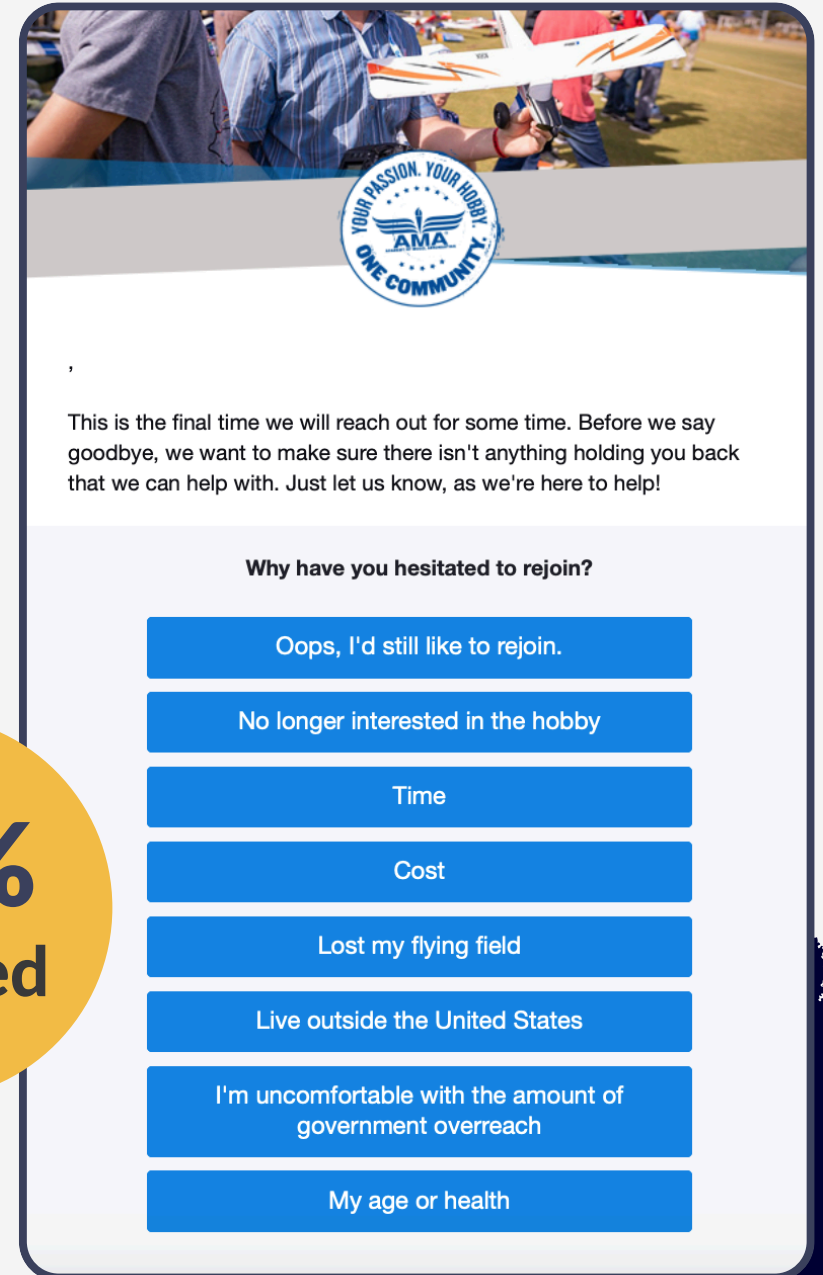 YOUR PASSION. YOUR HOBBY.
AMA
ONE COMMUNITY.
,
This is the final time we will reach out for some time. Before we say
goodbye, we want to make sure there isn't anything holding you back
that we can help with. Just let us know, as we're here to help!
Why have you hesitated to rejoin?
Oops, I'd still like to rejoin.
No longer interested in the hobby
Time
Cost
%
ed
Lost my flying field
Live outside the United States
I'm uncomfortable with the amount of
government overreach
My age or health